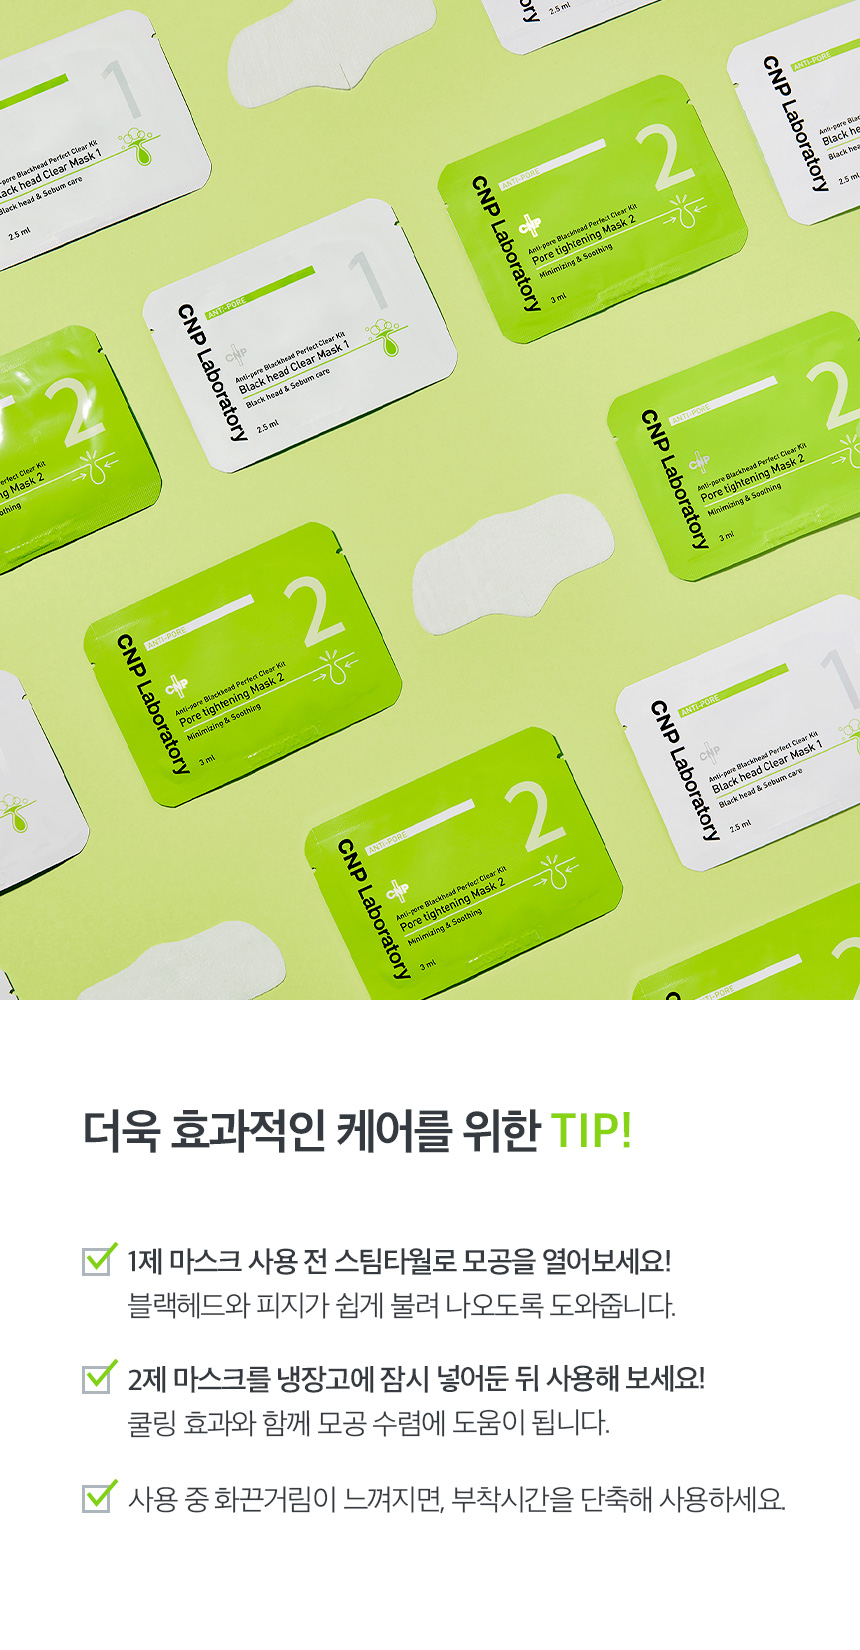 ry
2.5 ml
1
Anti-pore Blackhead Perfect Clear Kit
Black head Clear Mask 1
Black head & Sebum care
2.5 ml
CNP Laboratory
ANTI-PORE
2
CNP
Anti-pore Blackhead Perfect Clear Kit
Pore tightening Mask 2
Minimizing & Soothing
3 ml
CNP Laboratory
ANTI-PORE
2.5 ml
CNP Laboratory
ANTI-PORE
1
CNP
Anti-pore Blackhead Perfect Clear Kit
Black head Clear Mask 1
Black head & Sebum care
2.5 ml
2
Mask 2
CNP Laboratory
ANTI-PORE
2
CNP
Anti-pore Blackhead Perfect Clear Kit
Pore tightening Mask 2
Minimizing & Soothing
3 ml
CNP Laboratory
ANTI-PORE
2
CNP
Anti-pore Blackhead Perfect Clear Kit
Pore tightening Mask 2
Minimizing & Soothing
3 ml
CNP Laboratory
ANTI-PORE
1
CNP
Anti-pore Blackhead Perfect Clear Kit
Black head Clear Mask 1
Black head & Sebum care
2.5 ml
CNP Laboratory
ANTI-PORE
2
CNP
Anti-pore Blackhead Perfect Clear Kit
Pore tightening Mask 2
Minimizing & Soothing
3 ml
ANTI-PORE
더욱 효과적인 케어를 위한 TIP!
1제 마스크 사용 전 스팀타월로 모공을 열어보세요!
블랙헤드와 피지가 쉽게 불려 나오도록 도와줍니다.
2제 마스크를 냉장고에 잠시 넣어둔 뒤 사용해 보세요!
쿨링 효과와 함께 모공 수렴에 도움이 됩니다.
사용 중 화끈거림이 느껴지면, 부착시간을 단축해 사용하세요.